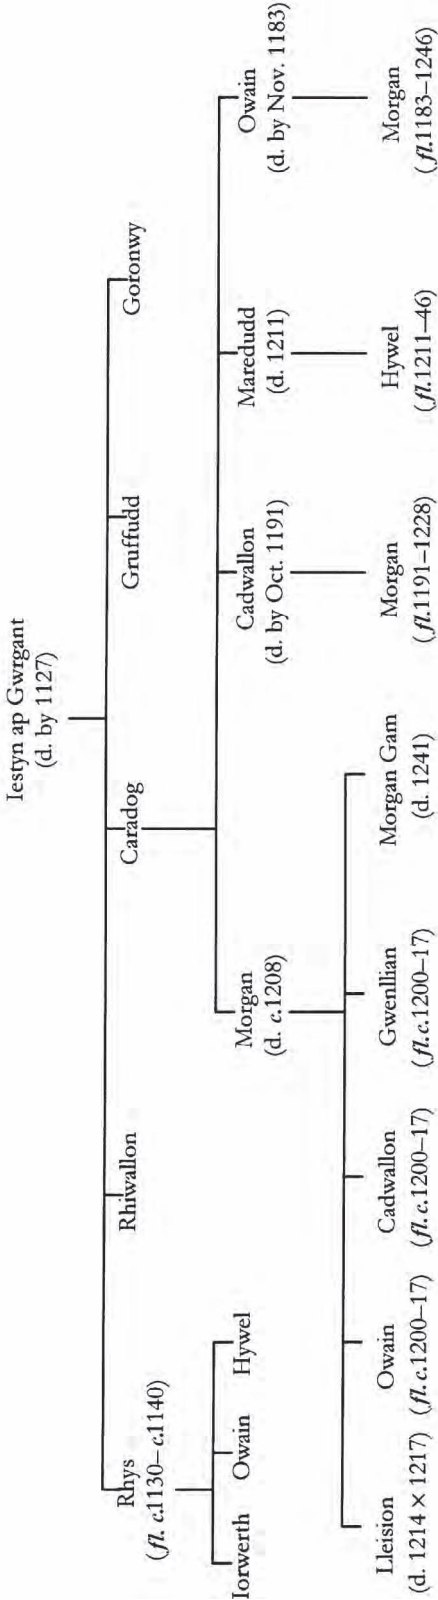 Iestyn ap Gwrgant
(d. by 1127)
Rhys
(fl. c.1130–c.1140)
Rhiwallon
Caradog
Gruffudd
Goronwy
Iorwerth
Owain
Hywel
Morgan
(d. c.1208)
Cadwallon
(d. by Oct. 1191)
Maredudd
(d. 1211)
Owain
(d. by Nov. 1183)
Lleision
(d. 1214 × 1217)
Owain
(fl.c.1200–17)
Cadwallon
(fl.c.1200–17)
Gwenllian
(fl.c.1200–17)
Morgan Gam
(d. 1241)
Morgan
(fl.1191–1228)
Hywel
(fl.1211–46)
Morgan
(fl.1183–1246)